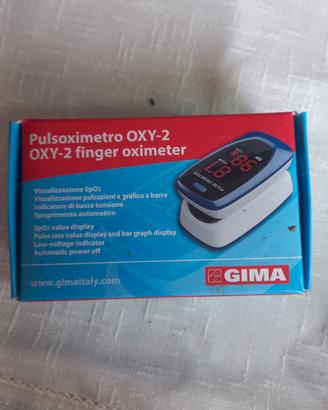 Pulsoximetro OXY-2
OXY-2 finger oximeter
Visualizzazione SpO₂
Visualizzazione pulsazioni e grafico a barre
Indicatore di bassa tensione
Spegnimento automatico
SpO₂ value display
Pulse rate value display and bar graph display
Low-voltage indicator
Automatic power off
www.gimaitaly.com
GIMA